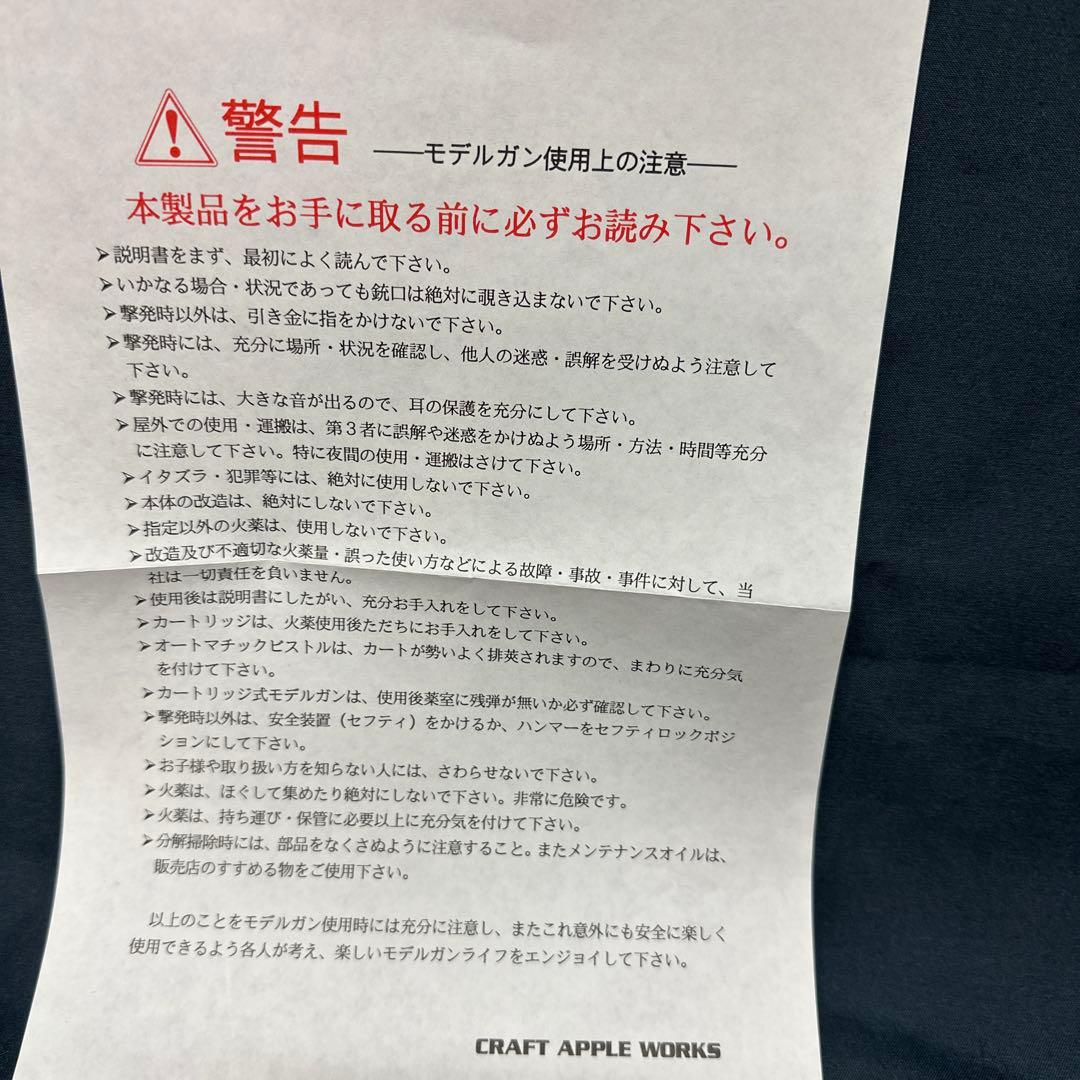 警告 ――モデルガン使用上の注意――
本製品をお手に取る前に必ずお読み下さい。
➤説明書をまず、最初によく読んで下さい。
➤いかなる場合・状況であっても銃口は絶対に覗き込まないで下さい。
➤撃発時以外は、引き金に指をかけないで下さい。
➤撃発時には、充分に場所・状況を確認し、他人の迷惑・誤解を受けぬよう注意して
下さい。
➤撃発時には、大きな音が出るので、耳の保護を充分にして下さい。
➤屋外での使用・運搬は、第３者に誤解や迷惑をかけぬよう場所・方法・時間等充分
に注意して下さい。特に夜間の使用・運搬はさけて下さい。
➤イタズラ・犯罪等には、絶対に使用しないで下さい。
➤本体の改造は、絶対にしないで下さい。
➤指定以外の火薬は、使用しないで下さい。
➤改造及び不適切な火薬量・誤った使い方などによる故障・事故・事件に対して、当
社は一切責任を負いません。
➤使用後は説明書にしたがい、充分お手入れをして下さい。
➤カートリッジは、火薬使用後ただちにお手入れをして下さい。
➤オートマチックピストルは、カートが勢いよく排莢されますので、まわりに充分気
を付けて下さい。
➤カートリッジ式モデルガンは、使用後薬室に残弾が無いか必ず確認して下さい。
➤撃発時以外は、安全装置（セフティ）をかけるか、ハンマーをセフティロックポジ
ションにして下さい。
➤お子様や取り扱い方を知らない人には、さわらせないで下さい。
➤火薬は、ほぐして集めたり絶対にしないで下さい。非常に危険です。
➤火薬は、持ち運び・保管に必要以上に充分気を付けて下さい。
➤分解掃除時には、部品をなくさぬように注意すること。またメンテナンスオイルは、
販売店のすすめる物をご使用下さい。
以上のことをモデルガン使用時には充分に注意し、またこれ意外にも安全に楽しく
使用できるよう各人が考え、楽しいモデルガンライフをエンジョイして下さい。
CRAFT APPLE WORKS